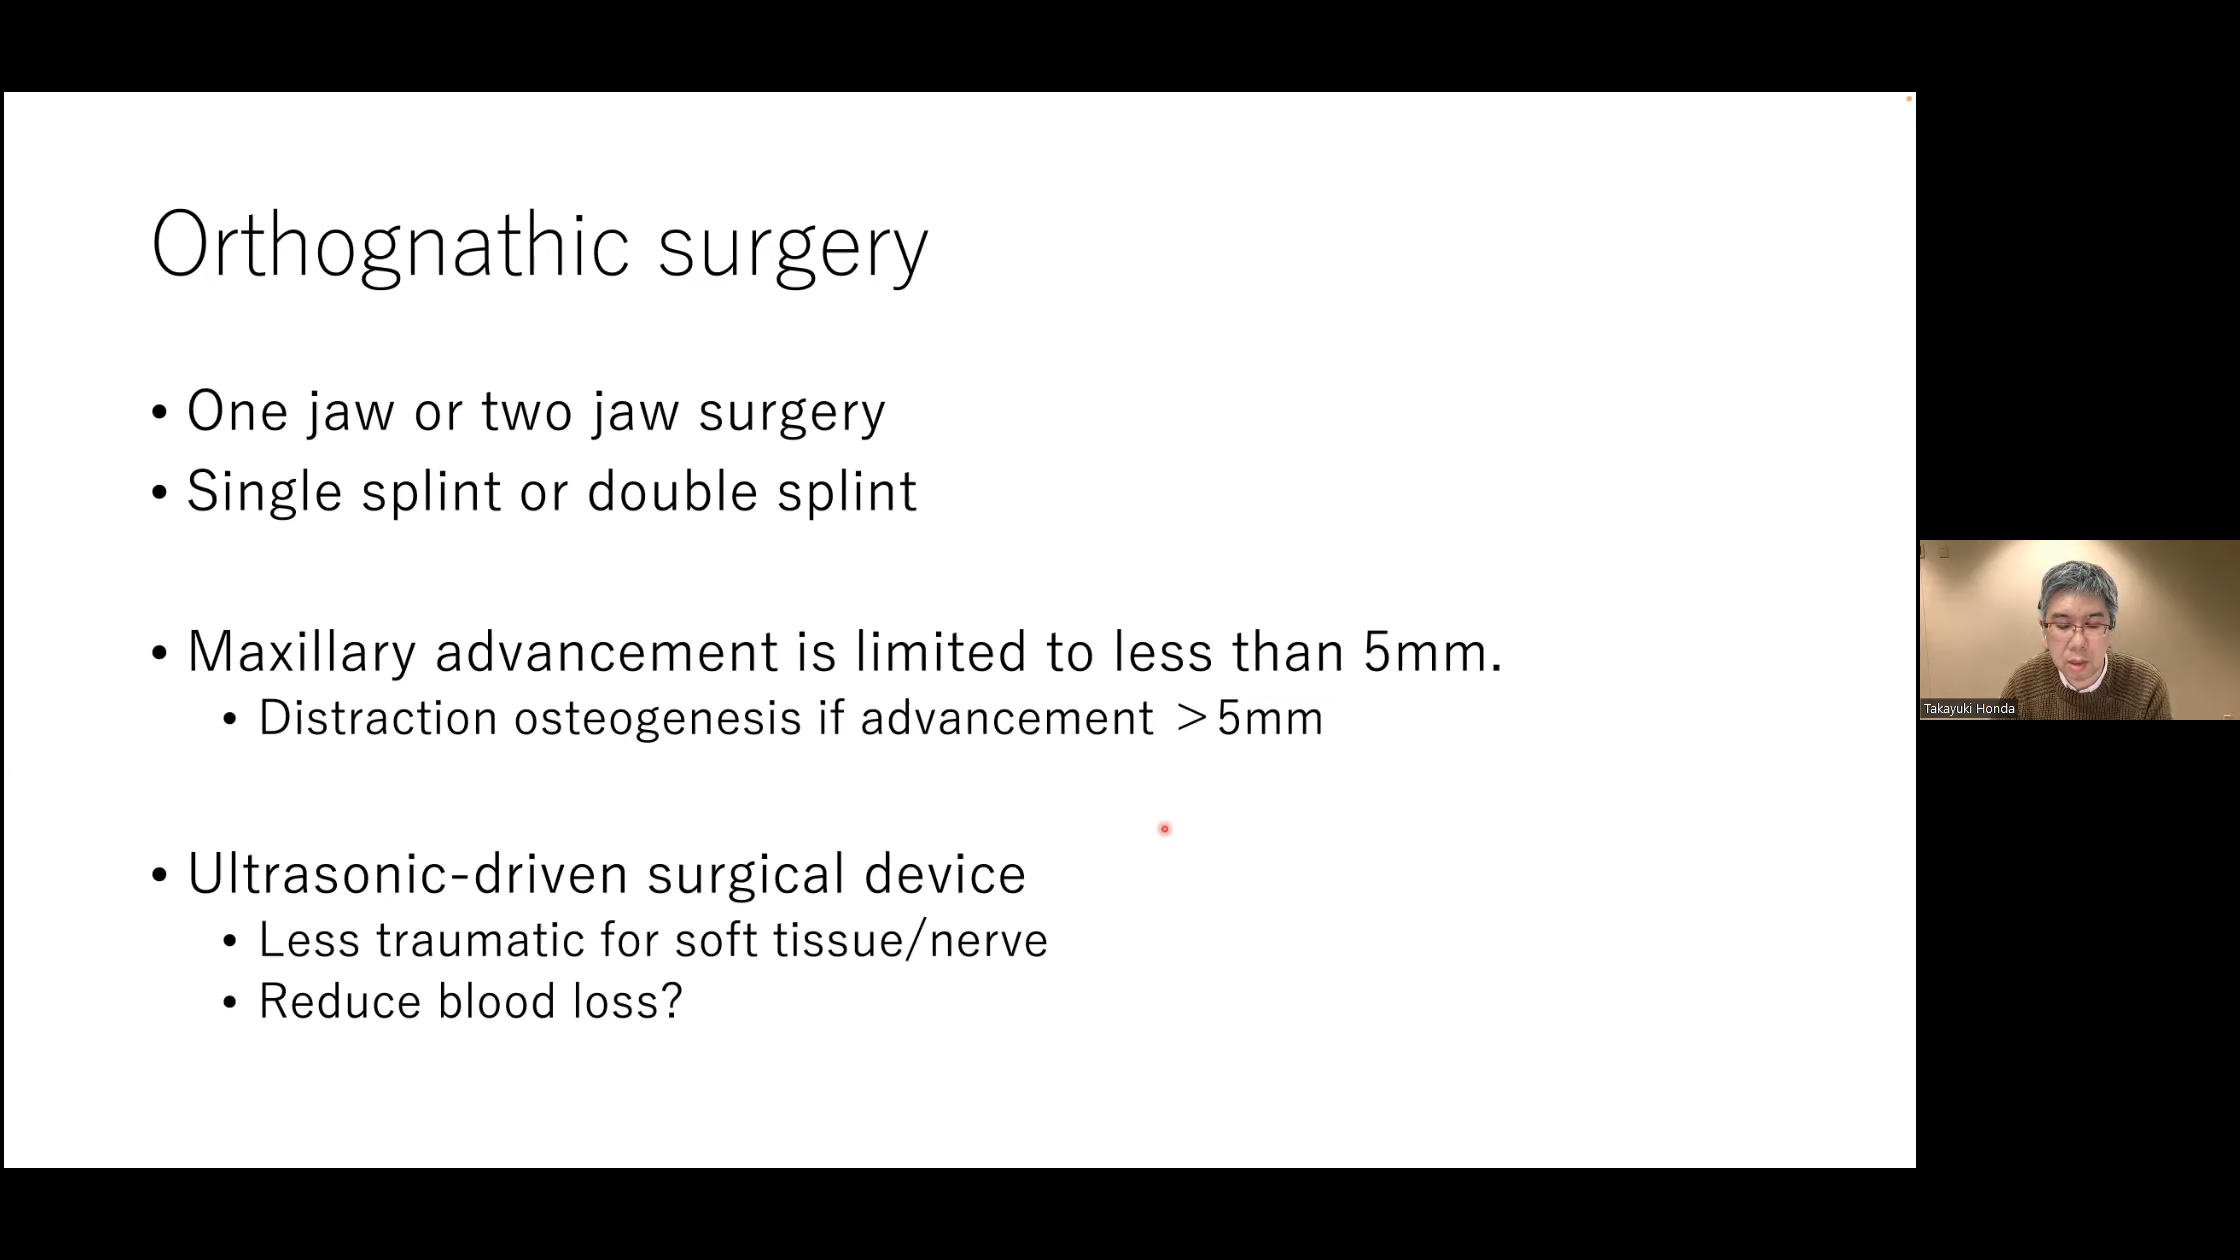 Orthognathic surgery
• One jaw or two jaw surgery
• Single splint or double splint
• Maxillary advancement is limited to less than 5mm.
• Distraction osteogenesis if advancement ＞5mm
• Ultrasonic-driven surgical device
• Less traumatic for soft tissue/nerve
• Reduce blood loss?
Takayuki Honda